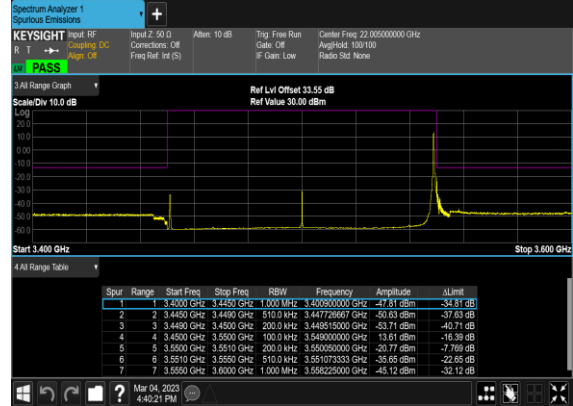 Spectrum Analyzer 1
Spurious Emissions
KEYSIGHT Input: RF Input Z: 50 Ω Atten: 10 dB Trig: Free Run Center Freq: 22.005000000 GHz
R T Coupling: DC Corrections: Off Gate: Off Avg|Hold: 100/100
Align: Off Freq Ref: Int (S) IF Gain: Low Radio Std: None
PASS
3 All Range Graph
Ref Lvl Offset 33.55 dB
Scale/Div 10.0 dB Ref Value 30.00 dBm
Log
20.0
10.0
0.00
-10.0
-20.0
-30.0
-40.0
-50.0
-60.0
Start 3.400 GHz Stop 3.600 GHz
4 All Range Table
Spur Range Start Freq Stop Freq RBW Frequency Amplitude ΔLimit
1 1 3.4000 GHz 3.4450 GHz 1.000 MHz 3.400900000 GHz -47.81 dBm -34.81 dB
2 2 3.4450 GHz 3.4490 GHz 510.0 kHz 3.447726667 GHz -50.63 dBm -37.63 dB
3 3 3.4490 GHz 3.4500 GHz 200.0 kHz 3.449515000 GHz -53.71 dBm -40.71 dB
4 4 3.4500 GHz 3.5500 GHz 100.0 kHz 3.549000000 GHz 13.61 dBm -16.39 dB
5 5 3.5500 GHz 3.5510 GHz 200.0 kHz 3.550050000 GHz -20.77 dBm -7.769 dB
6 6 3.5510 GHz 3.5550 GHz 510.0 kHz 3.551073333 GHz -35.65 dBm -22.65 dB
7 7 3.5550 GHz 3.6000 GHz 1.000 MHz 3.558225000 GHz -45.12 dBm -32.12 dB
? Mar 04, 2023
4:40:21 PM